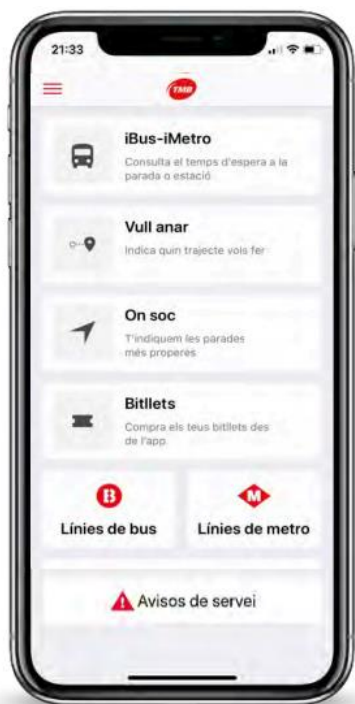 21:33
TMB
iBus-iMetro
Consulta el temps d'espera a la
parada o estació
Vull anar
Indica quin trajecte vols fer
On soc
T'indiquem les parades
més properes
Bitllets
Compra els teus bitllets des
de l'app.
B
Línies de bus
M
Línies de metro
Avisos de servei